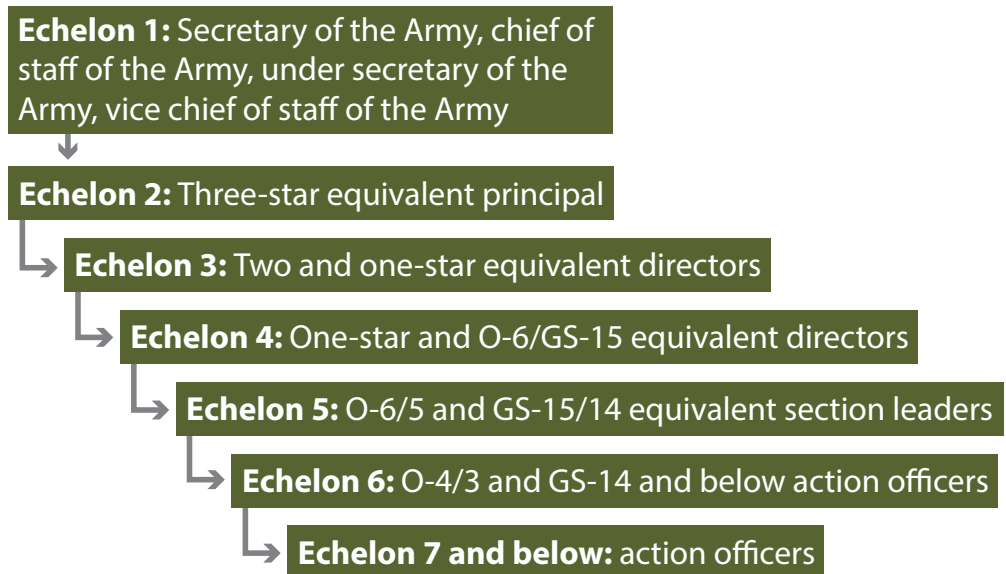 Echelon 1: Secretary of the Army, chief of
staff of the Army, under secretary of the
Army, vice chief of staff of the Army
Echelon 2: Three-star equivalent principal
Echelon 3: Two and one-star equivalent directors
Echelon 4: One-star and O-6/GS-15 equivalent directors
Echelon 5: O-6/5 and GS-15/14 equivalent section leaders
Echelon 6: O-4/3 and GS-14 and below action officers
Echelon 7 and below: action officers